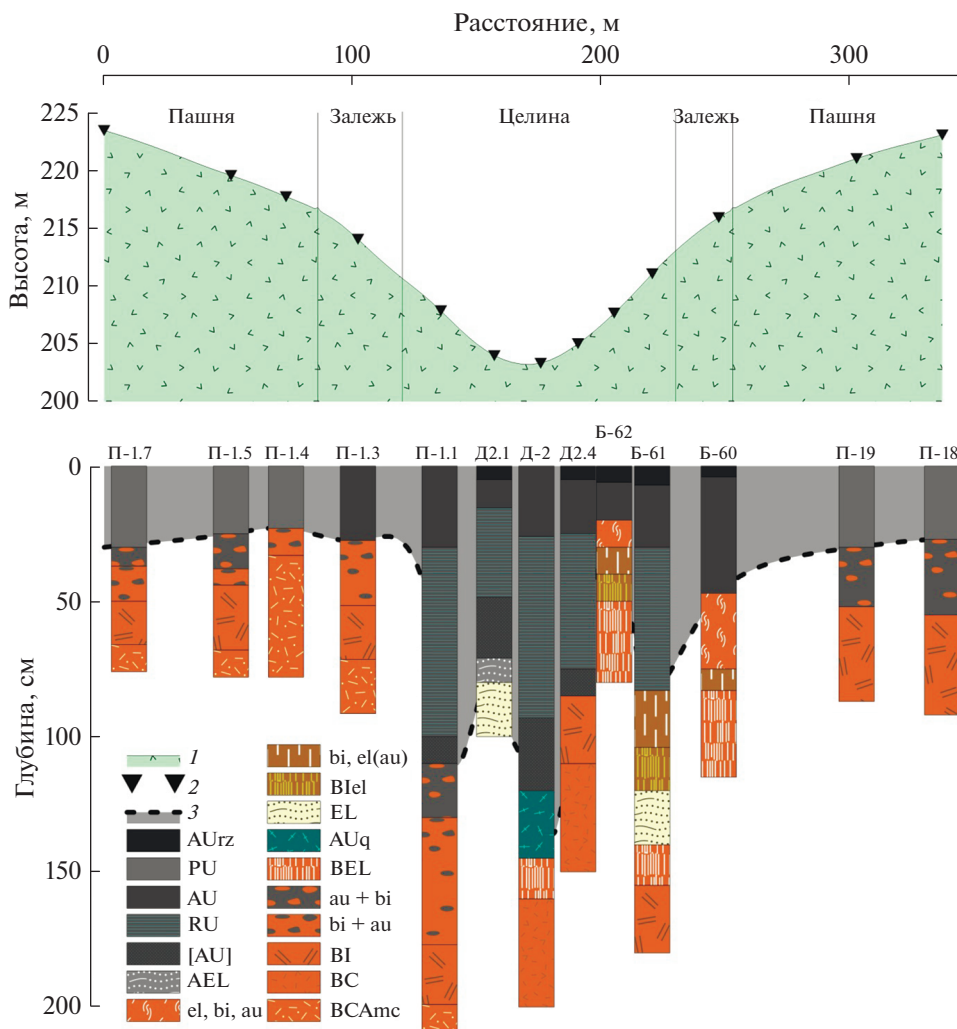 Расстояние, м
0 100 200 300
Пашня Залежь Целина Залежь Пашня
Высота, м
225
220
215
210
205
200
Б-62
П-1.7 П-1.5 П-1.4 П-1.3 П-1.1 Д2.1 Д-2 Д2.4 Б-61 Б-60 П-19 П-18
Глубина, см
0
50
100
150
200
1
2
3
AUrz
PU
AU
RU
[AU]
AEL
el, bi, au
bi, el(au)
BIel
EL
AUq
BEL
au + bi
bi + au
BI
BC
BCAmc